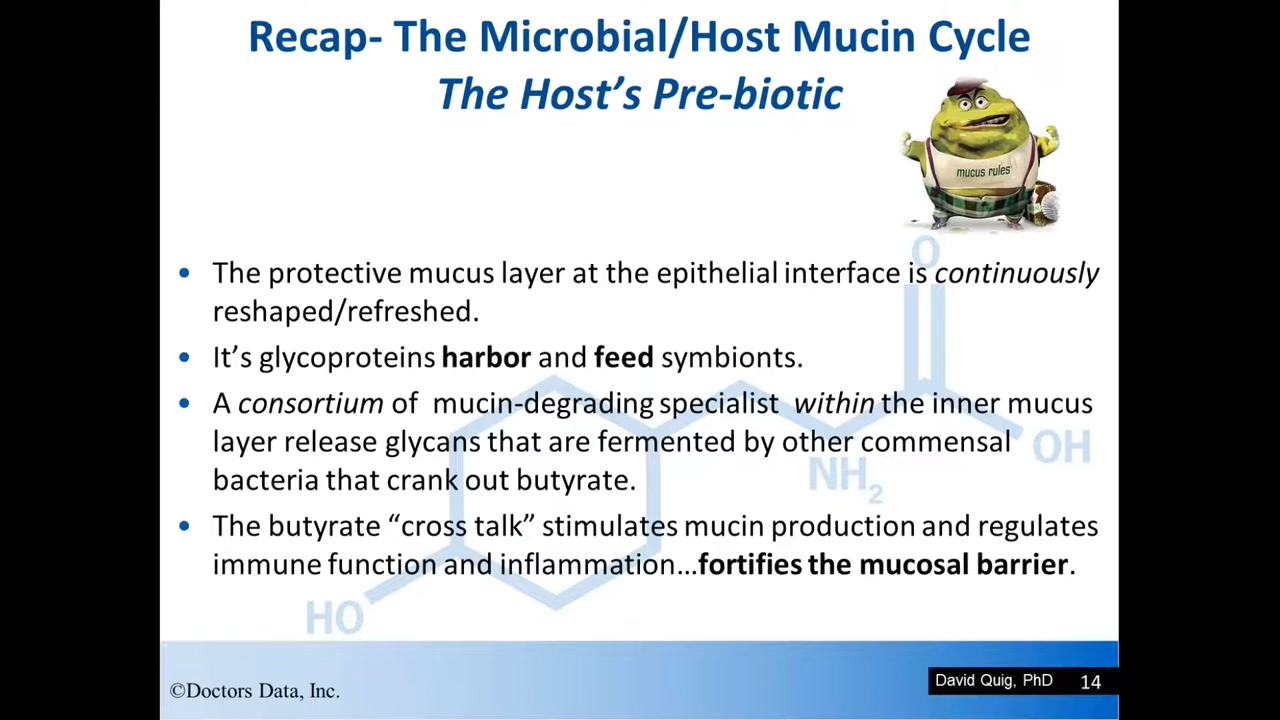 Recap- The Microbial/Host Mucin Cycle
The Host’s Pre-biotic
mucus rules
• The protective mucus layer at the epithelial interface is continuously
reshaped/refreshed.
• It’s glycoproteins harbor and feed symbionts.
• A consortium of mucin-degrading specialist within the inner mucus
layer release glycans that are fermented by other commensal
bacteria that crank out butyrate.
• The butyrate “cross talk” stimulates mucin production and regulates
immune function and inflammation…fortifies the mucosal barrier.
O
OH
NH2
HO
©Doctors Data, Inc.
David Quig, PhD 14